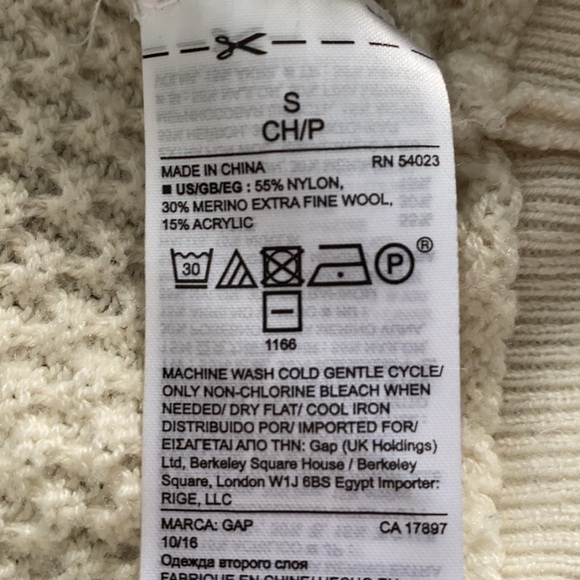 S
CH/P
MADE IN CHINA RN 54023
■ US/GB/EG : 55% NYLON,
30% MERINO EXTRA FINE WOOL,
15% ACRYLIC
30 P ®
1166
MACHINE WASH COLD GENTLE CYCLE/
ONLY NON-CHLORINE BLEACH WHEN
NEEDED/ DRY FLAT/ COOL IRON
DISTRIBUIDO POR/ IMPORTED FOR/
ΕΙΣΑΓΕΤΑΙ ΑΠΟ ΤΗΝ: Gap (UK Holdings)
Ltd, Berkeley Square House / Berkeley
Square, London W1J 6BS Egypt Importer:
RIGE, LLC
MARCA: GAP CA 17897
10/16
Одежда второго слоя
FABRIQUÉ EN CHINE/